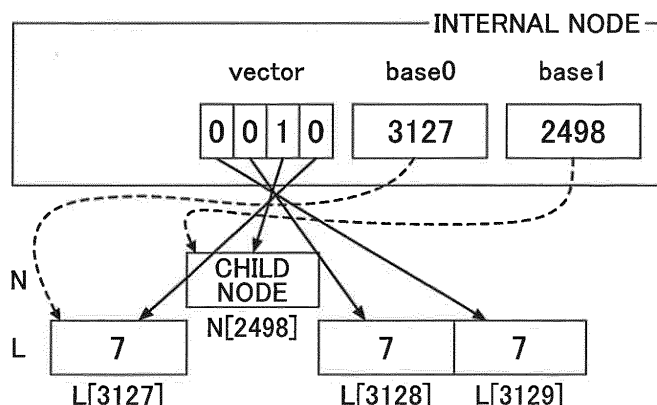 INTERNAL NODE
vector base0 base1
0 0 1 0 3127 2498
N CHILD
NODE
N[2498]
L 7 7 7
L[3127] L[3128] L[3129]